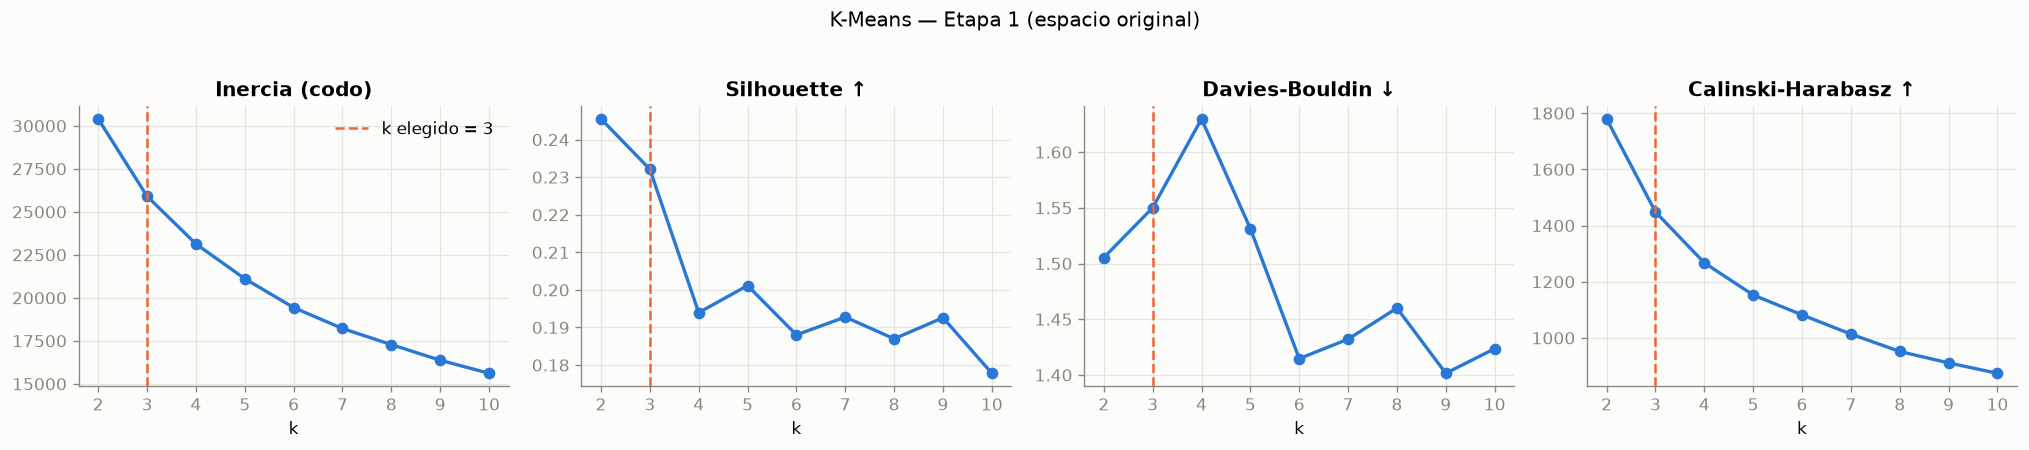 K-Means — Etapa 1 (espacio original)
Inercia (codo)
30000
27500
25000
22500
20000
17500
15000
2 3 4 5 6 7 8 9 10
k
k elegido = 3
Silhouette ↑
0.24
0.23
0.22
0.21
0.20
0.19
0.18
2 3 4 5 6 7 8 9 10
k
Davies-Bouldin ↓
1.60
1.55
1.50
1.45
1.40
2 3 4 5 6 7 8 9 10
k
Calinski-Harabasz ↑
1800
1600
1400
1200
1000
2 3 4 5 6 7 8 9 10
k